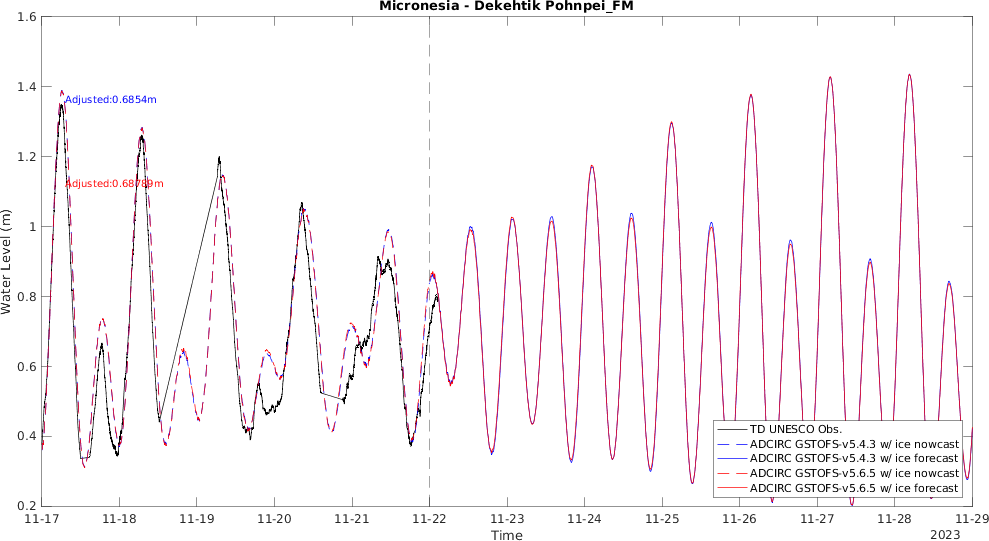 Micronesia - Dekehtik Pohnpei_FM
1.6
1.4
1.2
1
0.8
0.6
0.4
0.2
Water Level (m)
Adjusted:0.6854m
Adjusted:0.68789m
TD UNESCO Obs.
ADCIRC GSTOFS-v5.4.3 w/ ice nowcast
ADCIRC GSTOFS-v5.4.3 w/ ice forecast
ADCIRC GSTOFS-v5.6.5 w/ ice nowcast
ADCIRC GSTOFS-v5.6.5 w/ ice forecast
11-17 11-18 11-19 11-20 11-21 11-22 11-23 11-24 11-25 11-26 11-27 11-28 11-29
Time
2023